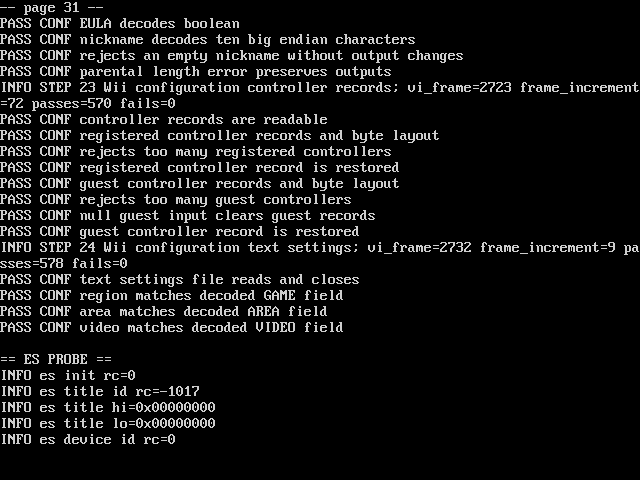 -- page 31 --
PASS CONF EULA decodes boolean
PASS CONF nickname decodes ten big endian characters
PASS CONF rejects an empty nickname without output changes
PASS CONF parental length error preserves outputs
INFO STEP 23 Wii configuration controller records; vi_frame=2723 frame_increment
=72 passes=570 fails=0
PASS CONF controller records are readable
PASS CONF registered controller records and byte layout
PASS CONF rejects too many registered controllers
PASS CONF registered controller record is restored
PASS CONF guest controller records and byte layout
PASS CONF rejects too many guest controllers
PASS CONF null guest input clears guest records
PASS CONF guest controller record is restored
INFO STEP 24 Wii configuration text settings; vi_frame=2732 frame_increment=9 pa
sses=578 fails=0
PASS CONF text settings file reads and closes
PASS CONF region matches decoded GAME field
PASS CONF area matches decoded AREA field
PASS CONF video matches decoded VIDEO field
== ES PROBE ==
INFO es init rc=0
INFO es title id rc=-1017
INFO es title hi=0x00000000
INFO es title lo=0x00000000
INFO es device id rc=0